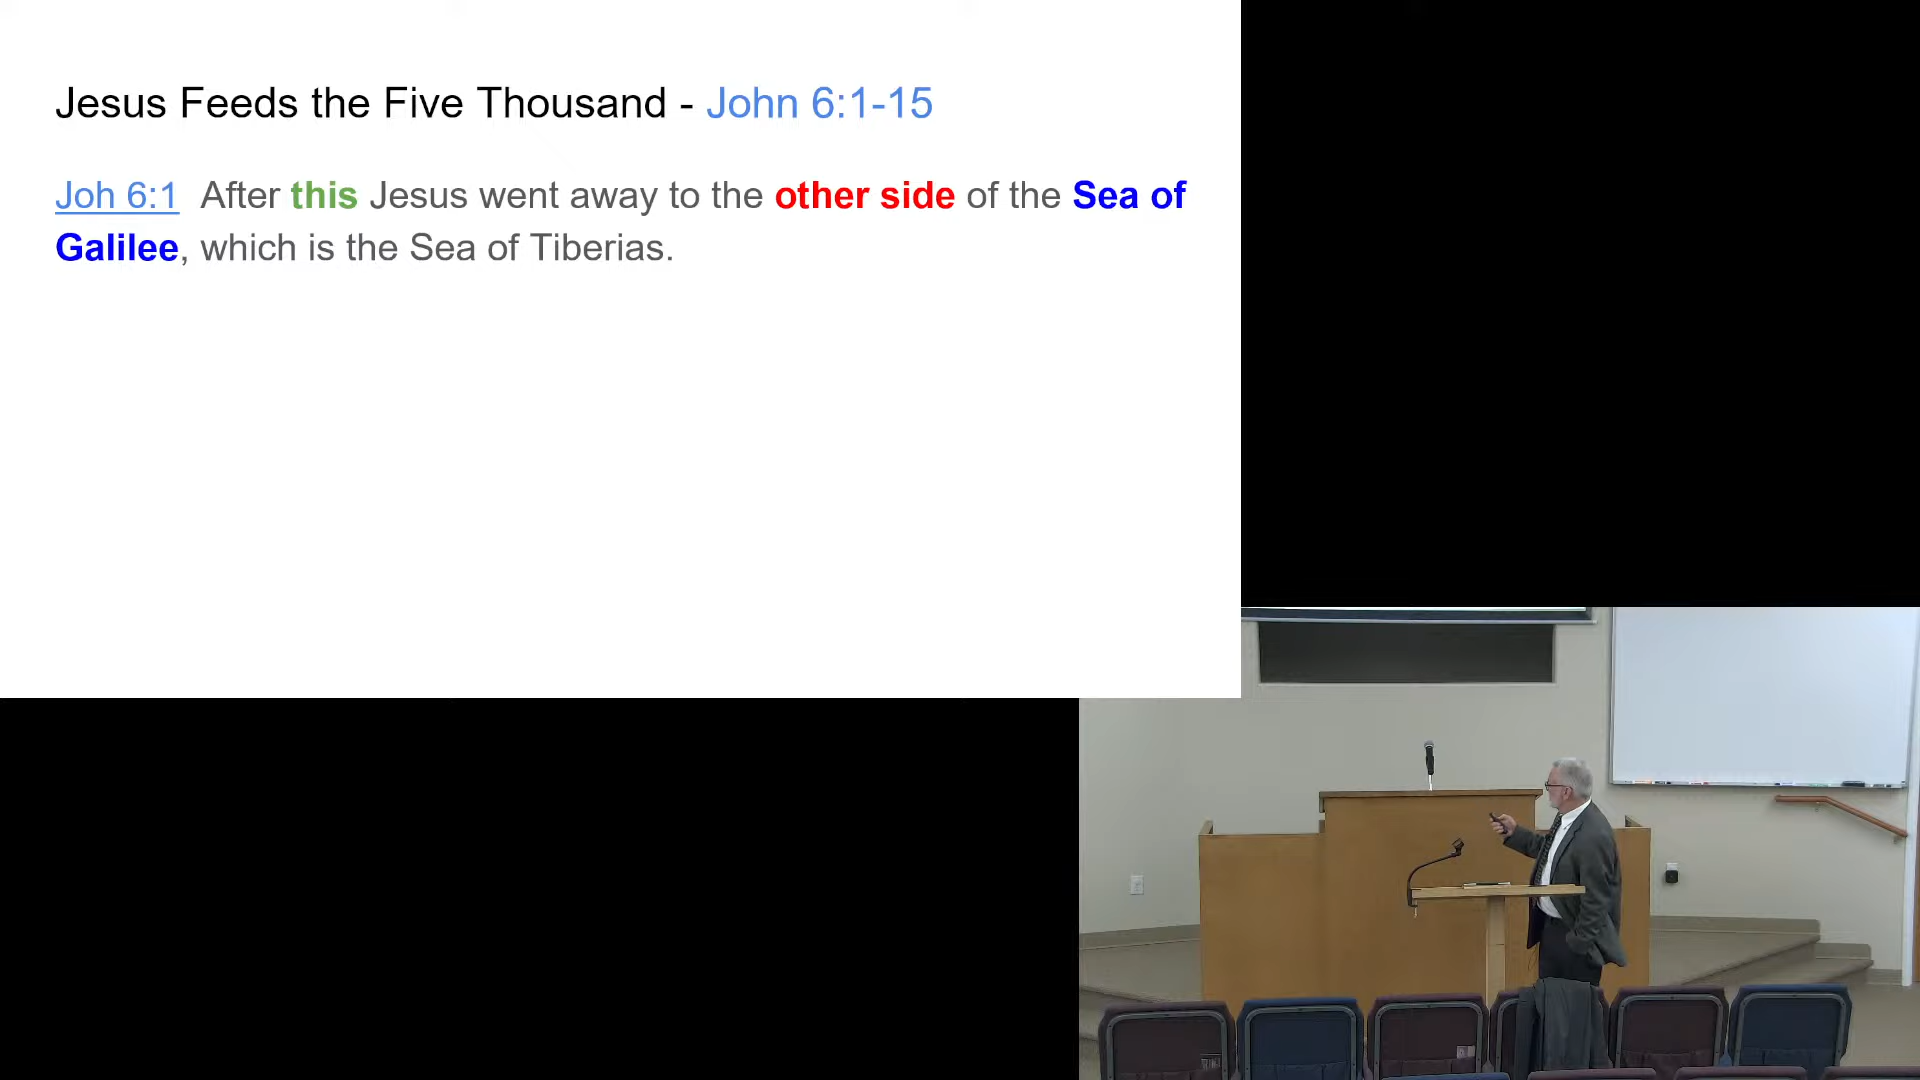 Jesus Feeds the Five Thousand - John 6:1-15
Joh 6:1 After this Jesus went away to the other side of the Sea of
Galilee, which is the Sea of Tiberias.